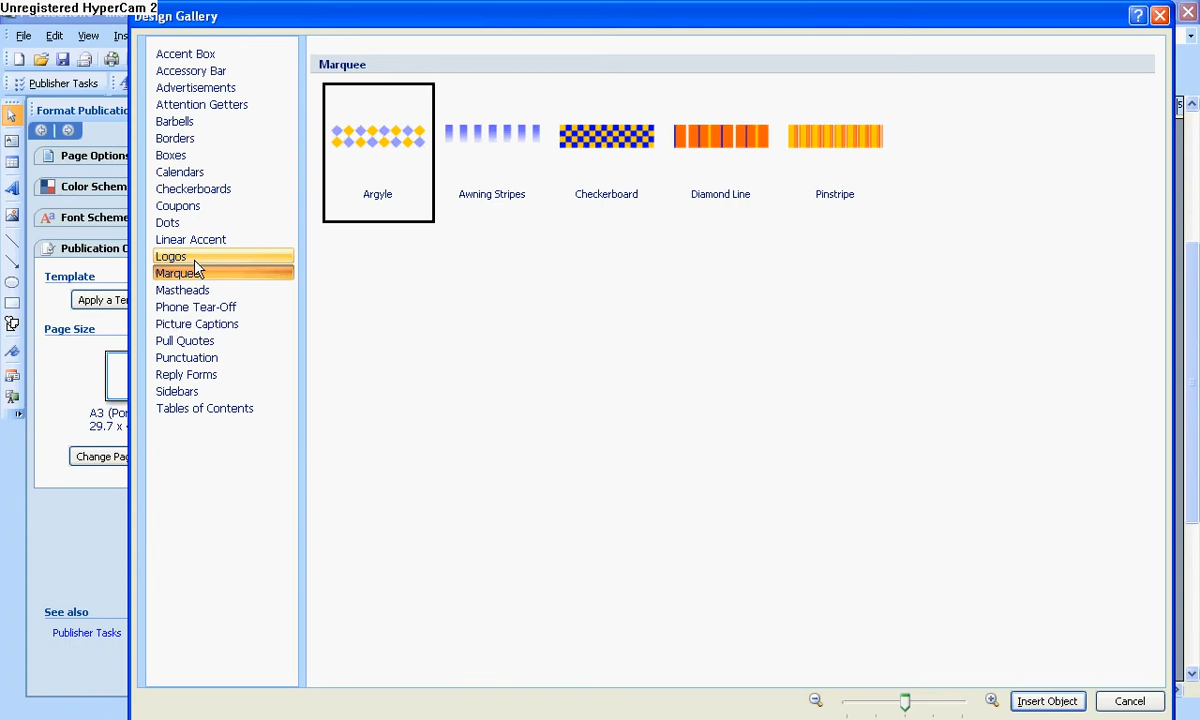 Unregistered HyperCam 2
Design Gallery
File Edit View Ins
Publisher Tasks
Format Publicatio
Page Options
Color Schem
Font Scheme
Publication O
Template
Apply a Te
Page Size
A3 (Por
29.7 x
Change Pag
See also
Publisher Tasks
Accent Box
Accessory Bar
Advertisements
Attention Getters
Barbells
Borders
Boxes
Calendars
Checkerboards
Coupons
Dots
Linear Accent
Logos
Marquee
Mastheads
Phone Tear-Off
Picture Captions
Pull Quotes
Punctuation
Reply Forms
Sidebars
Tables of Contents
Marquee
Argyle
Awning Stripes
Checkerboard
Diamond Line
Pinstripe
Insert Object
Cancel